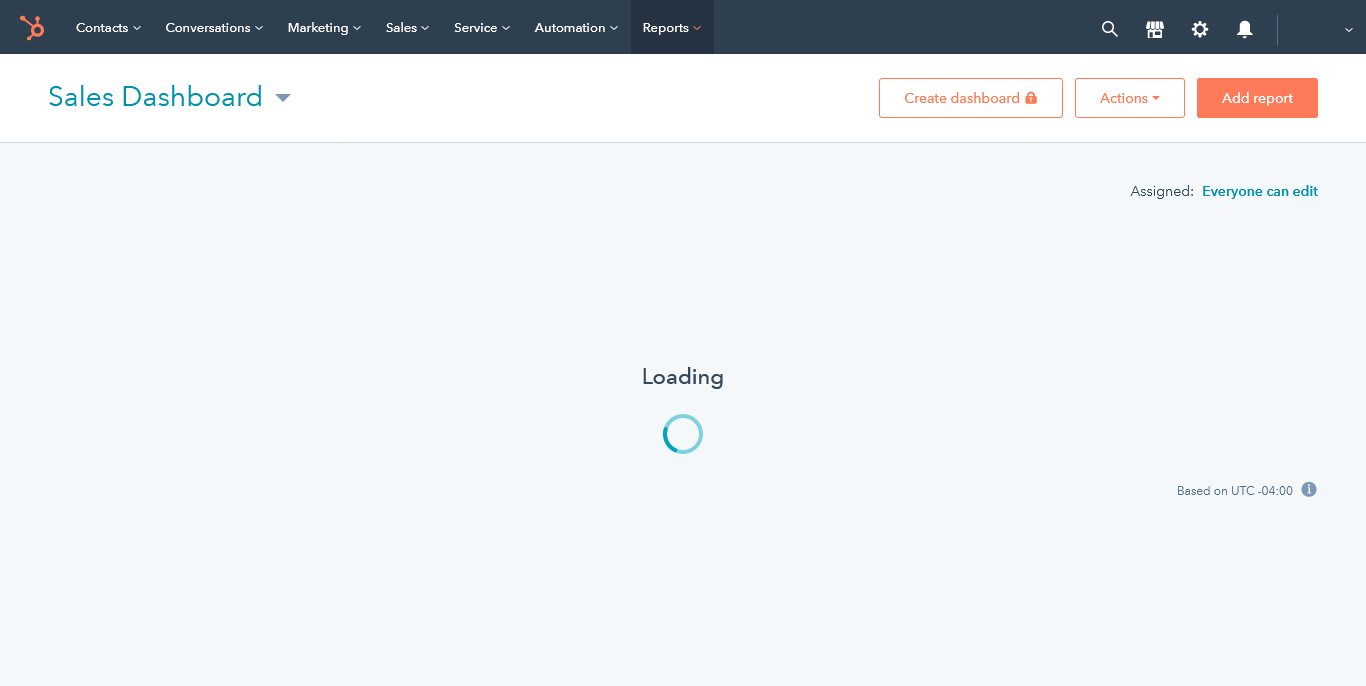 Contacts Conversations Marketing Sales Service Automation Reports
Sales Dashboard
Create dashboard Actions Add report
Assigned: Everyone can edit
Loading
Based on UTC -04:00